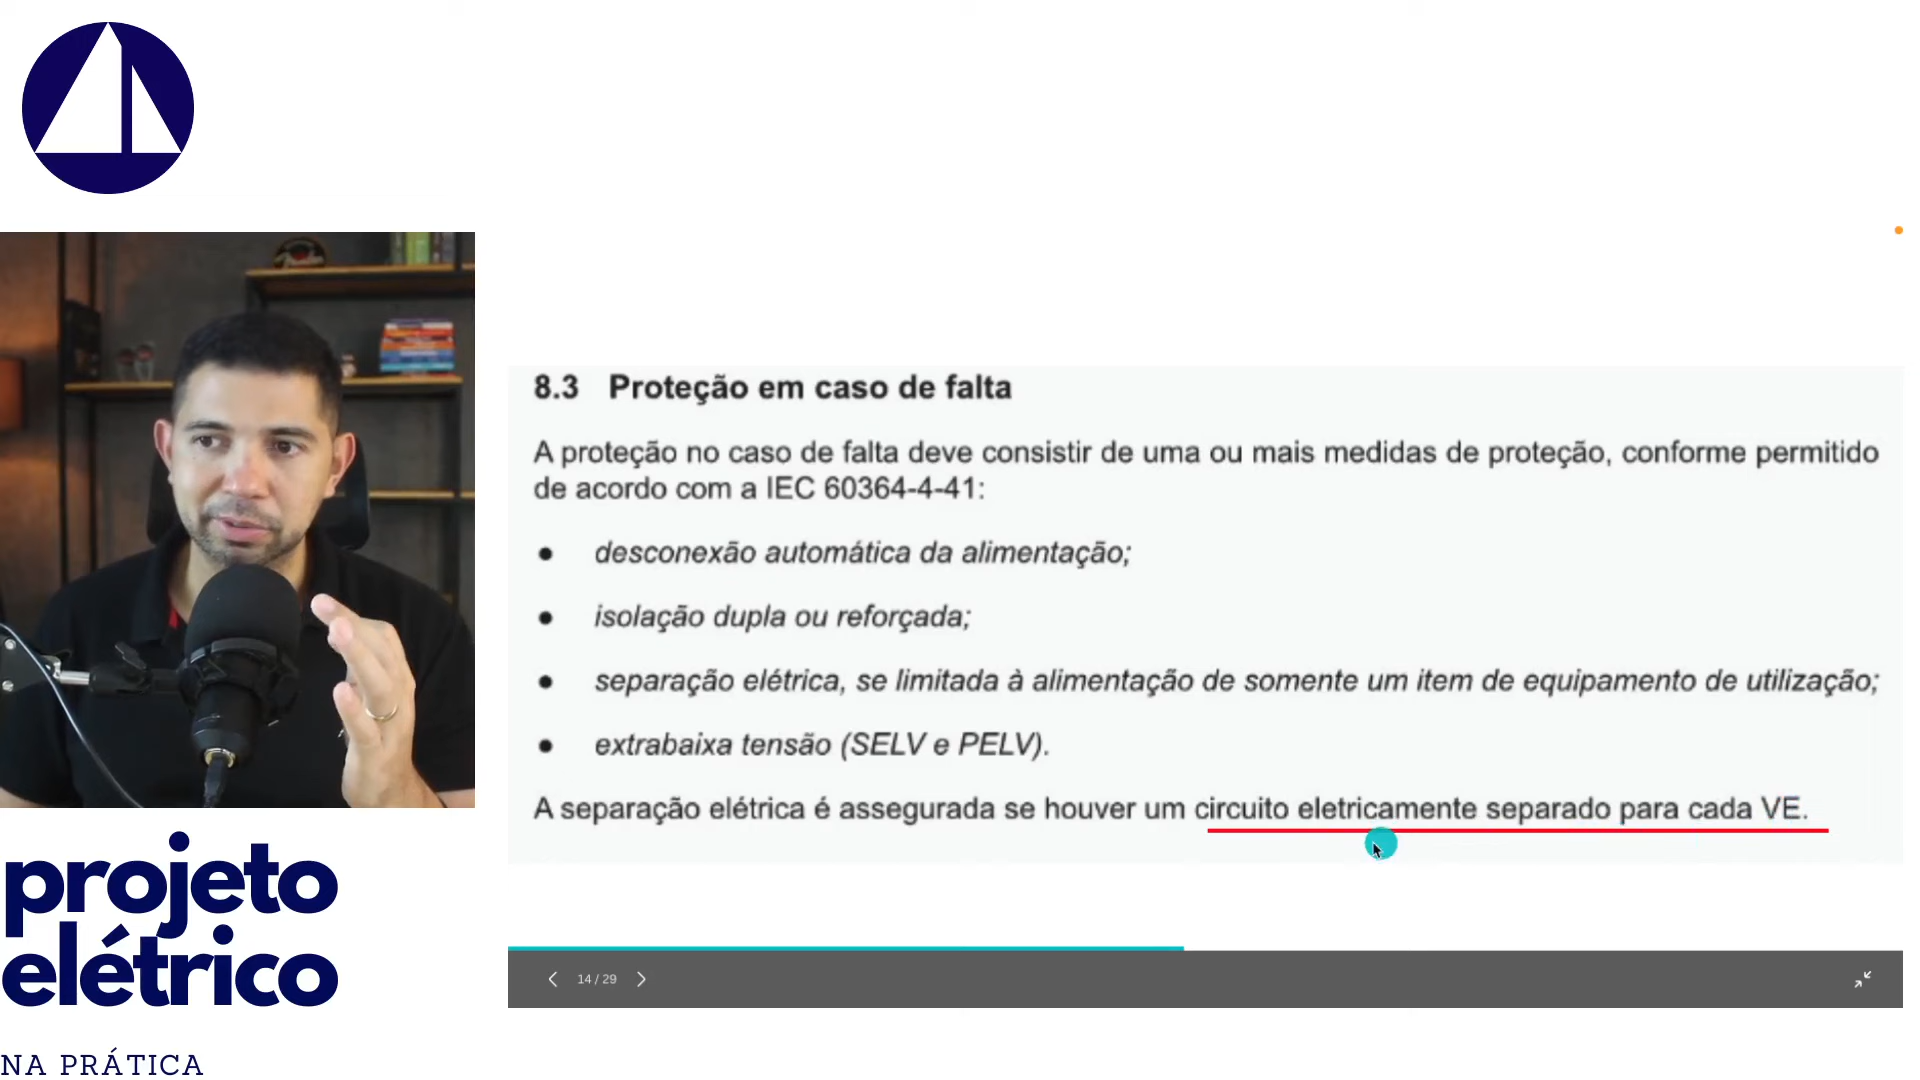 8.3 Proteção em caso de falta
A proteção no caso de falta deve consistir de uma ou mais medidas de proteção, conforme permitido
de acordo com a IEC 60364-4-41:
• desconexão automática da alimentação;
• isolação dupla ou reforçada;
• separação elétrica, se limitada à alimentação de somente um item de equipamento de utilização;
• extrabaixa tensão (SELV e PELV).
A separação elétrica é assegurada se houver um circuito eletricamente separado para cada VE.
14 / 29
projeto
elétrico
NA PRÁTICA